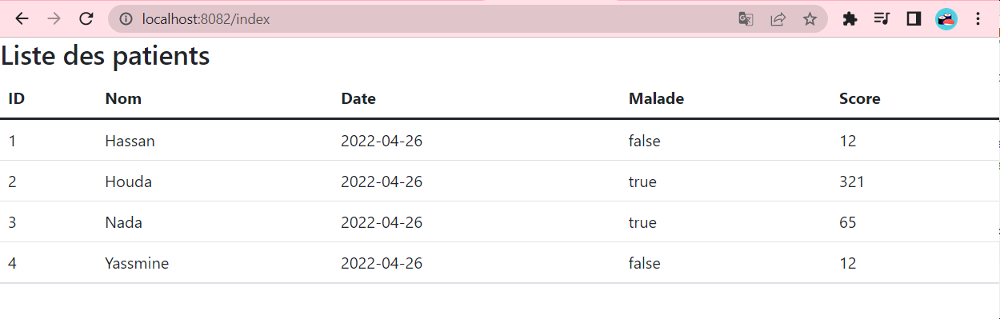 localhost:8082/index
Liste des patients
ID Nom Date Malade Score
1 Hassan 2022-04-26 false 12
2 Houda 2022-04-26 true 321
3 Nada 2022-04-26 true 65
4 Yassmine 2022-04-26 false 12